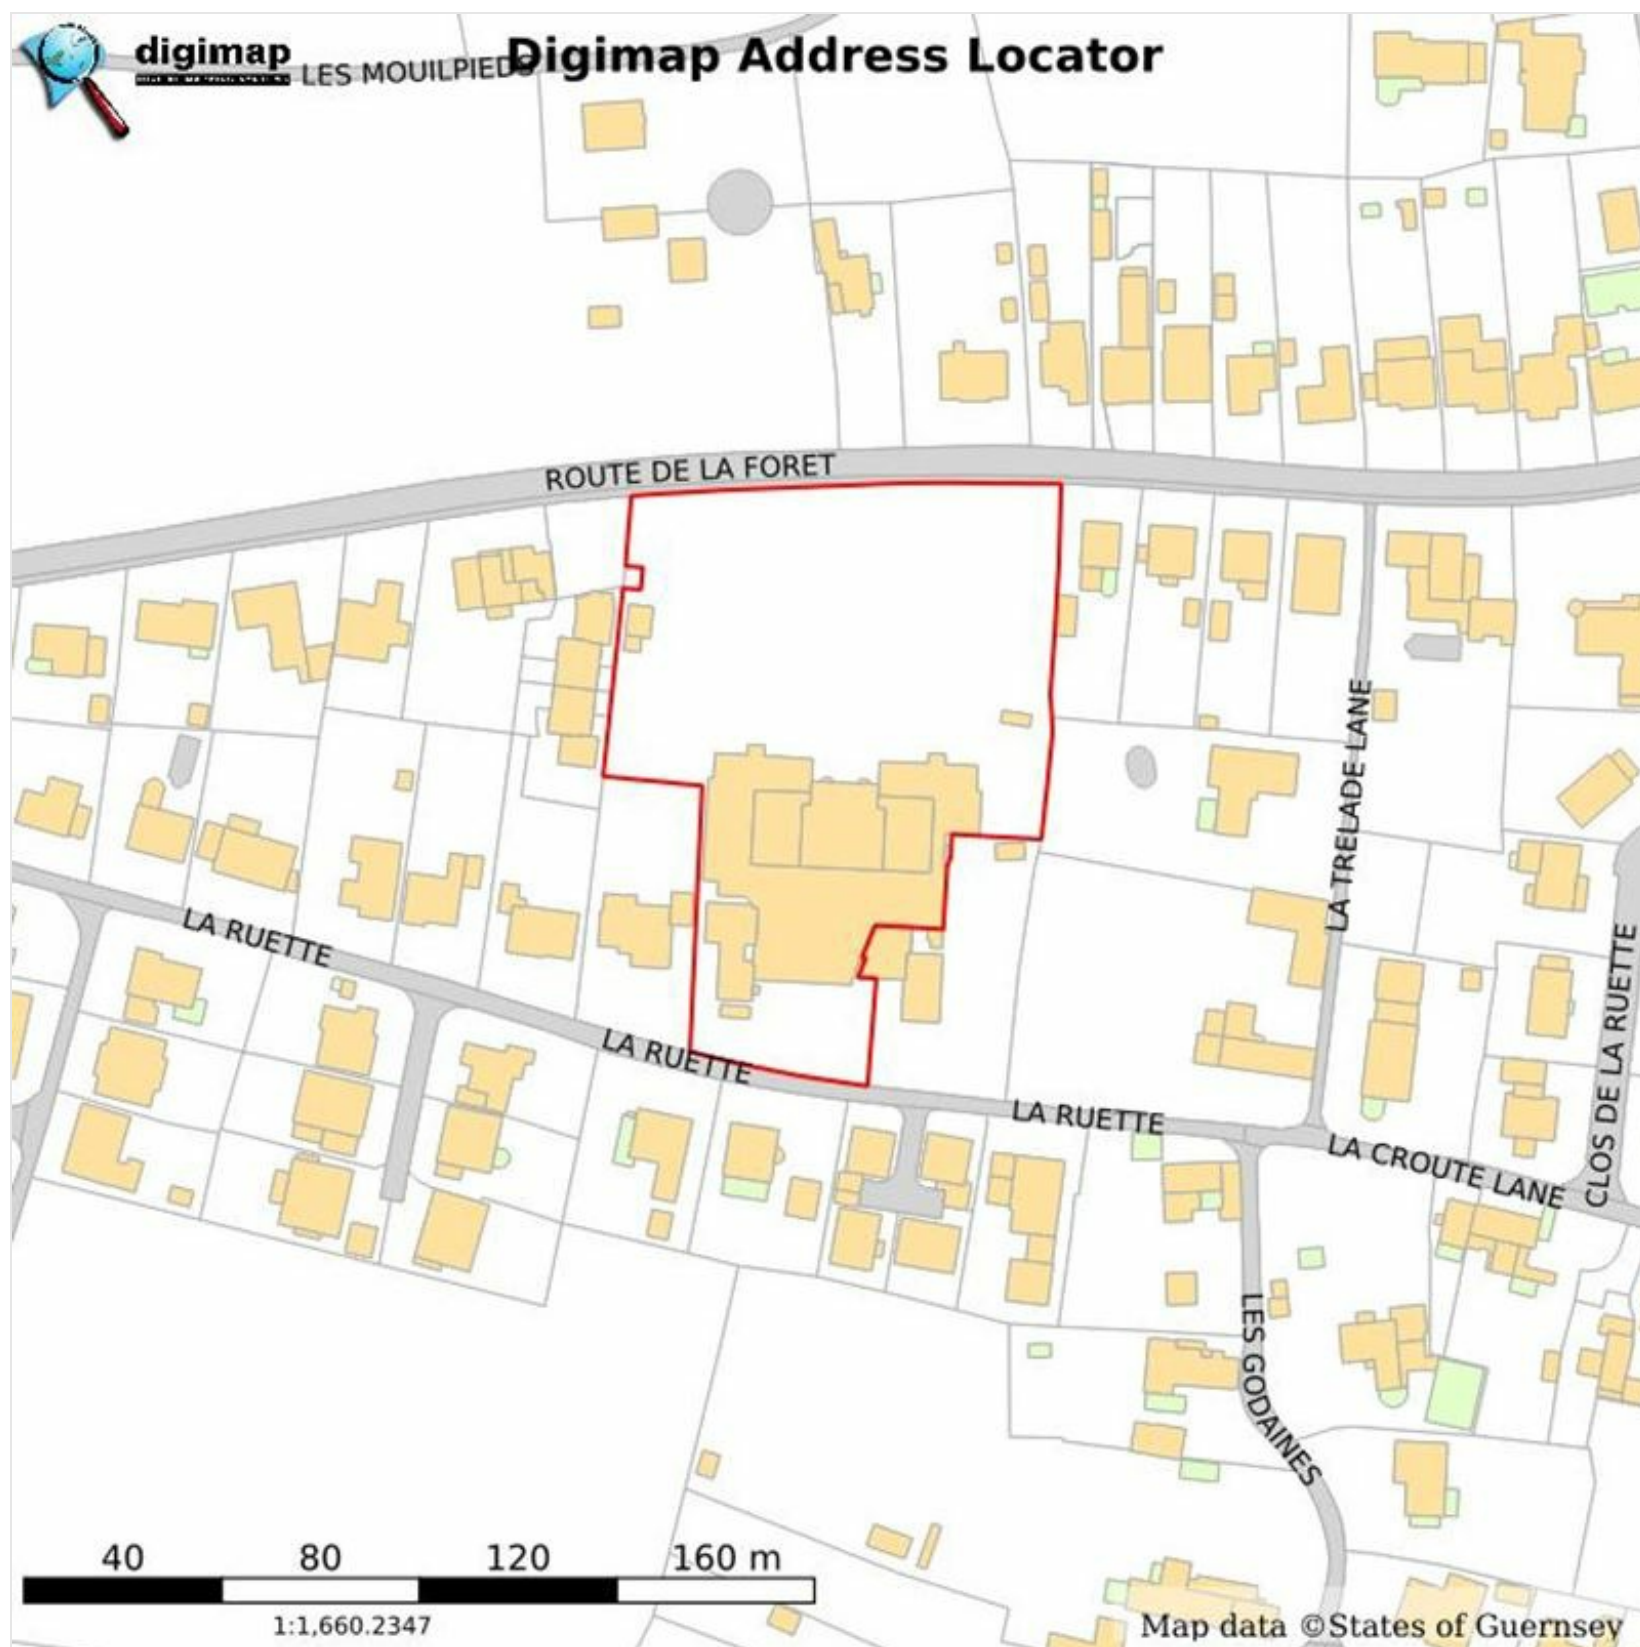 digimap
Digimap Address Locator
LES MOUILPIEDS
ROUTE DE LA FORET
LA TRELADE LANE
LA RUETTE
CLOS DE LA RUETTE
LA RUETTE
LA RUETTE
LA CROUTE LANE
LES GODAINES
40 80 120 160 m
1:1,660.2347
Map data ©States of Guernsey